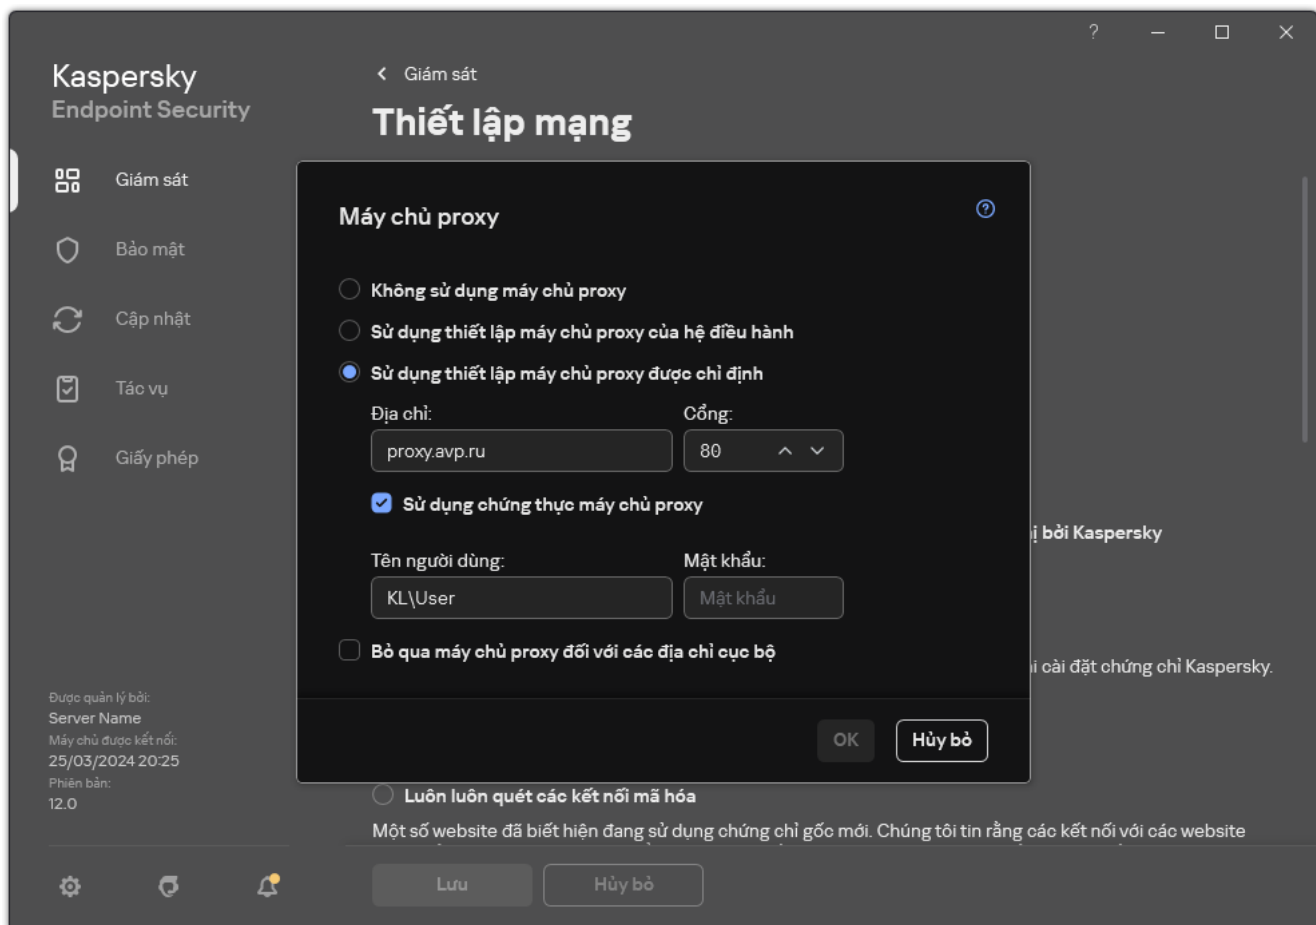 ?
Kaspersky
Endpoint Security
Giám sát
Thiết lập mạng
Giám sát
Bảo mật
Cập nhật
Tác vụ
Giấy phép
Máy chủ proxy
?
Không sử dụng máy chủ proxy
Sử dụng thiết lập máy chủ proxy của hệ điều hành
Sử dụng thiết lập máy chủ proxy được chỉ định
Địa chỉ: Cổng:
proxy.avp.ru 80
Sử dụng chứng thực máy chủ proxy
Tên người dùng: Mật khẩu:
KL\User Mật khẩu
Bỏ qua máy chủ proxy đối với các địa chỉ cục bộ
OK Hủy bỏ
bởi Kaspersky
cài đặt chứng chỉ Kaspersky.
Được quản lý bởi:
Server Name
Máy chủ được kết nối:
25/03/2024 20:25
Phiên bản:
12.0
Luôn luôn quét các kết nối mã hóa
Một số website đã biết hiện đang sử dụng chứng chỉ gốc mới. Chúng tôi tin rằng các kết nối với các website
Lưu Hủy bỏ